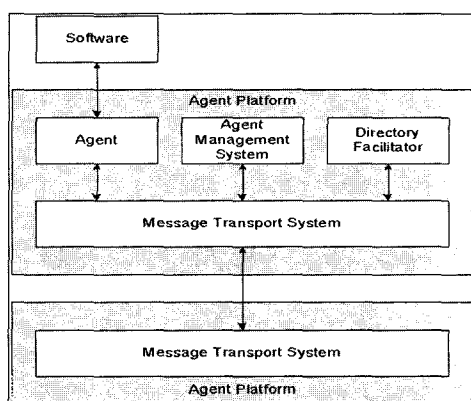 Software
Agent Platform
Agent
Agent
Management
System
Directory
Facilitator
Message Transport System
Message Transport System
Agent Platform